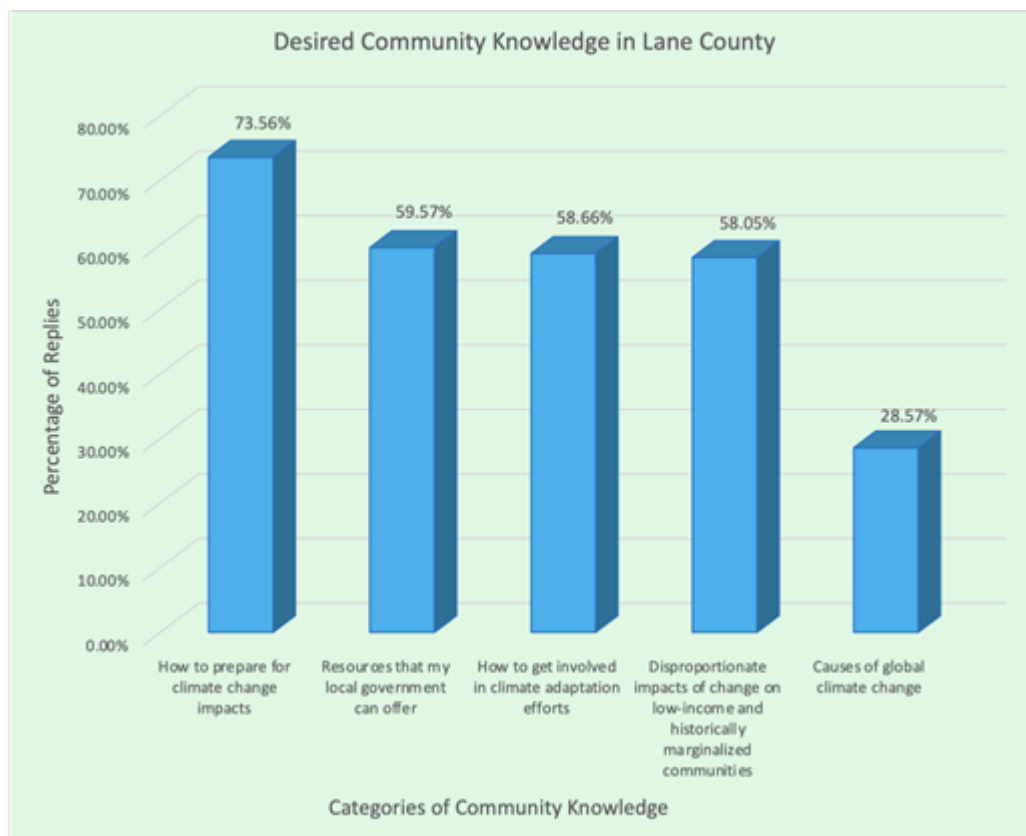 Desired Community Knowledge in Lane County
80.00%
70.00%
60.00%
50.00%
40.00%
30.00%
20.00%
10.00%
0.00%
Percentage of Replies
73.56%
59.57%
58.66%
58.05%
28.57%
How to prepare for
climate change
impacts
Resources that my
local government
can offer
How to get involved
in climate adaptation
efforts
Disproportionate
impacts of change on
low-income and
historically
marginalized
communities
Causes of global
climate change
Categories of Community Knowledge